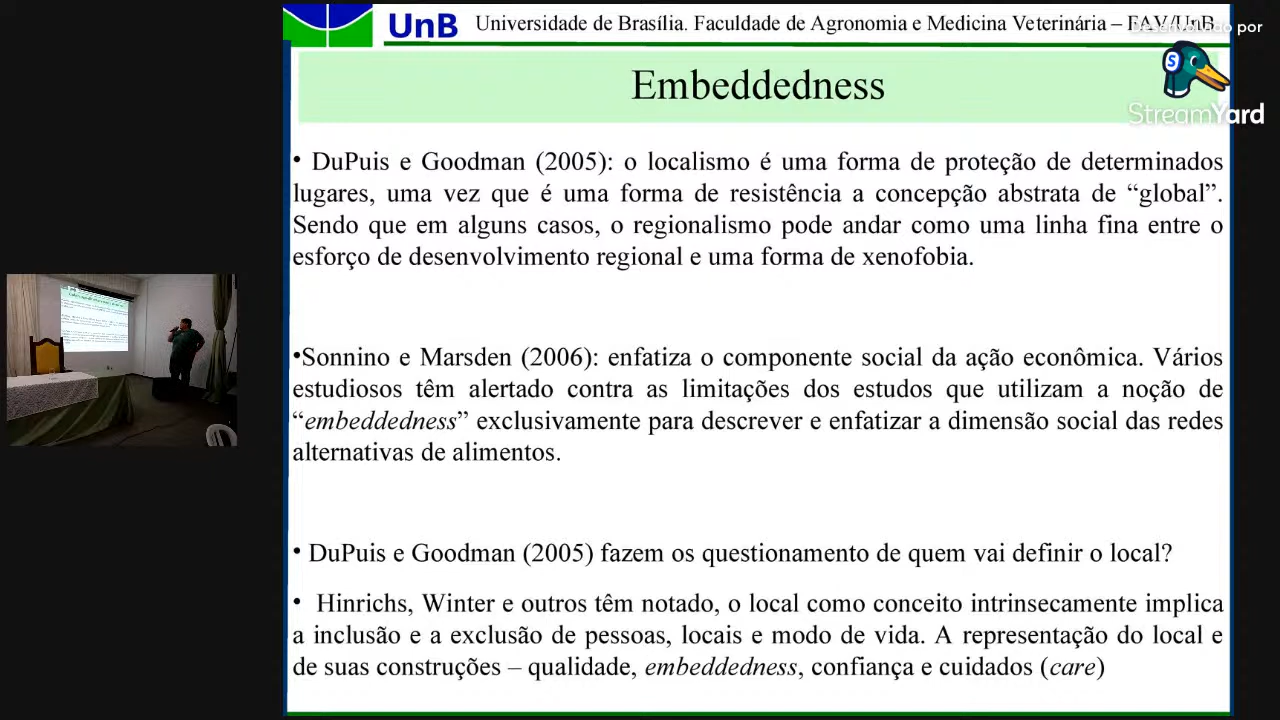 UnB
Universidade de Brasília. Faculdade de Agronomia e Medicina Veterinária – FAV/UnB
Desenvolvido por
StreamYard
Embeddedness
• DuPuis e Goodman (2005): o localismo é uma forma de proteção de determinados
lugares, uma vez que é uma forma de resistência a concepção abstrata de “global”.
Sendo que em alguns casos, o regionalismo pode andar como uma linha fina entre o
esforço de desenvolvimento regional e uma forma de xenofobia.
•Sonnino e Marsden (2006): enfatiza o componente social da ação econômica. Vários
estudiosos têm alertado contra as limitações dos estudos que utilizam a noção de
“embeddedness” exclusivamente para descrever e enfatizar a dimensão social das redes
alternativas de alimentos.
• DuPuis e Goodman (2005) fazem os questionamento de quem vai definir o local?
• Hinrichs, Winter e outros têm notado, o local como conceito intrinsecamente implica
a inclusão e a exclusão de pessoas, locais e modo de vida. A representação do local e
de suas construções – qualidade, embeddedness, confiança e cuidados (care)